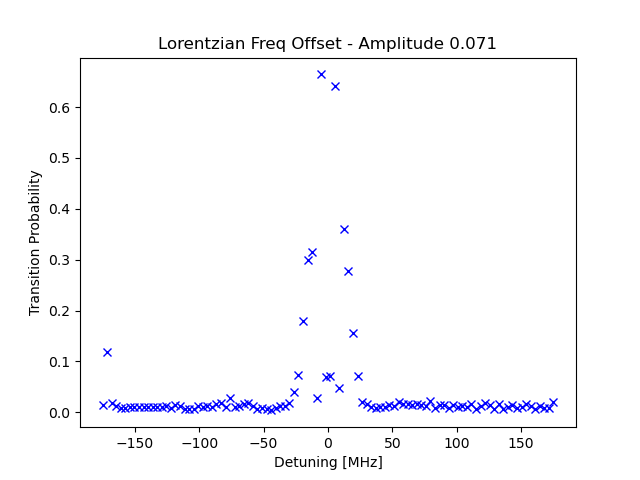 Lorentzian Freq Offset - Amplitude 0.071
Transition Probability
0.6
0.5
0.4
0.3
0.2
0.1
0.0
−150 −100 −50 0 50 100 150
Detuning [MHz]